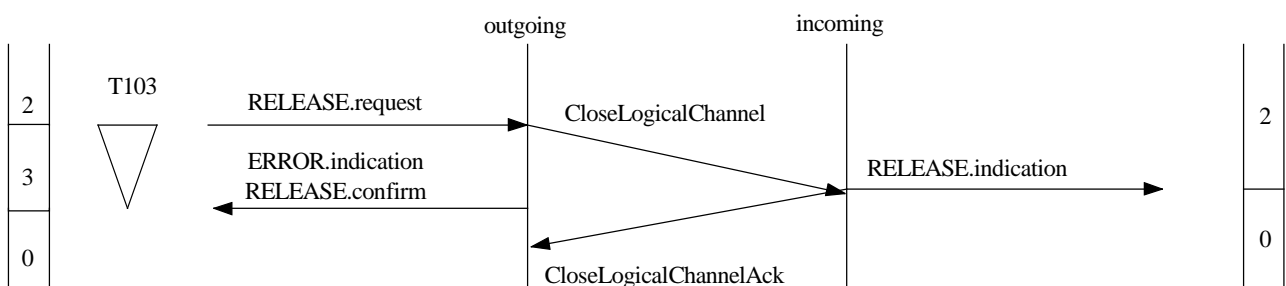 outgoing
incoming
T103
2
RELEASE.request
CloseLogicalChannel
2
ERROR.indication
3
RELEASE.confirm
RELEASE.indication
0
CloseLogicalChannelAck
0